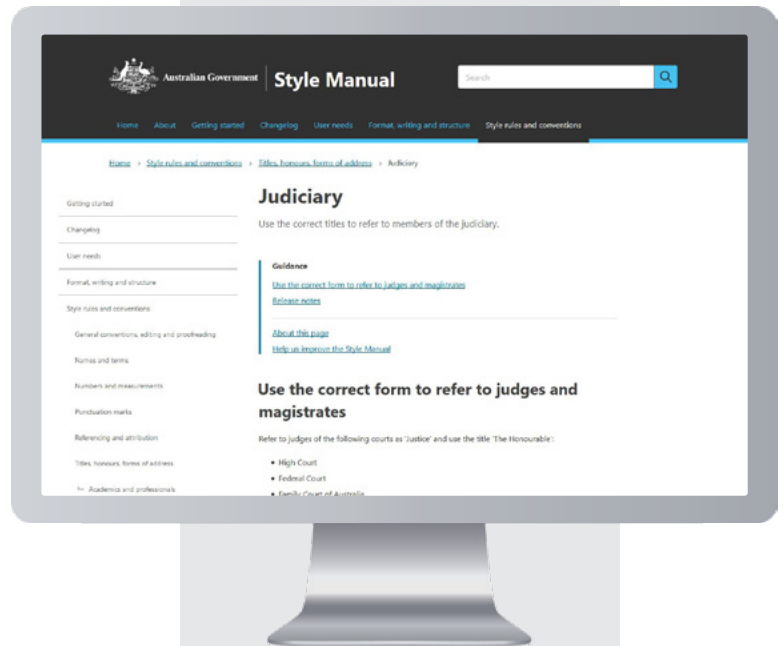 Australian Government
Style Manual
Search
Home About Getting started Changelog User needs Format, writing and structure Style rules and conventions
Home › Style rules and conventions › Titles, honours, forms of address › Judiciary
Getting started
Changelog
User needs
Format, writing and structure
Style rules and conventions
General conventions, editing and proofreading
Names and terms
Numbers and measurements
Punctuation marks
Referencing and attribution
Titles, honours, forms of address
Academics and professionals
Judiciary
Use the correct titles to refer to members of the judiciary.
Guidance
Use the correct form to refer to judges and magistrates
Release notes
About this page
Help us improve the Style Manual
Use the correct form to refer to judges and
magistrates
Refer to judges of the following courts as 'Justice' and use the title 'The Honourable':
• High Court
• Federal Court
• Family Court of Australia